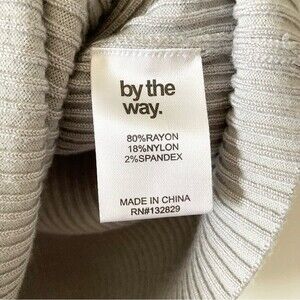 by the
way.
80%RAYON
18%NYLON
2%SPANDEX
MADE IN CHINA
RN#132829